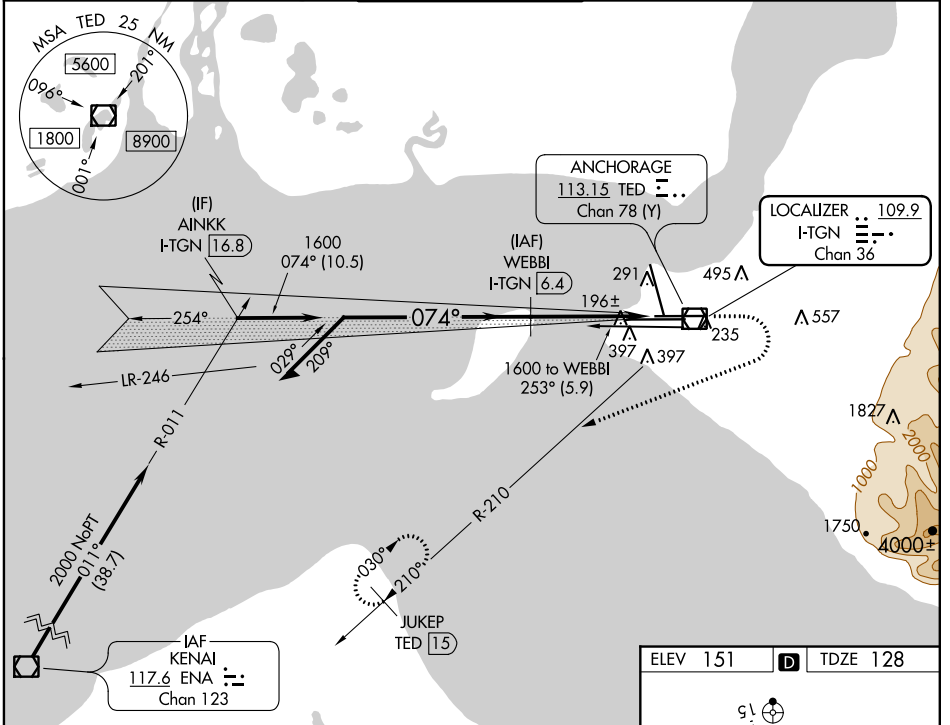 MSA TED 25 NM
5600
096°
201°
1800
8900
001°
(IF)
AINKK
I-TGN 16.8
1600
074° (10.5)
ANCHORAGE
113.15 TED
Chan 78 (Y)
LOCALIZER 109.9
I-TGN
Chan 36
(IAF)
WEBBI
I-TGN 6.4
291
495
196±
557
254°
074°
235
397
397
029°
209°
LR-246
1600 to WEBBI
253° (5.9)
1827
R-011
1000
2000
R-210
1750
4000±
2000 NoPT
011°
(38.7)
030°
210°
JUKEP
TED 15
IAF
KENAI
117.6 ENA
Chan 123
ELEV 151 D TDZE 128
15